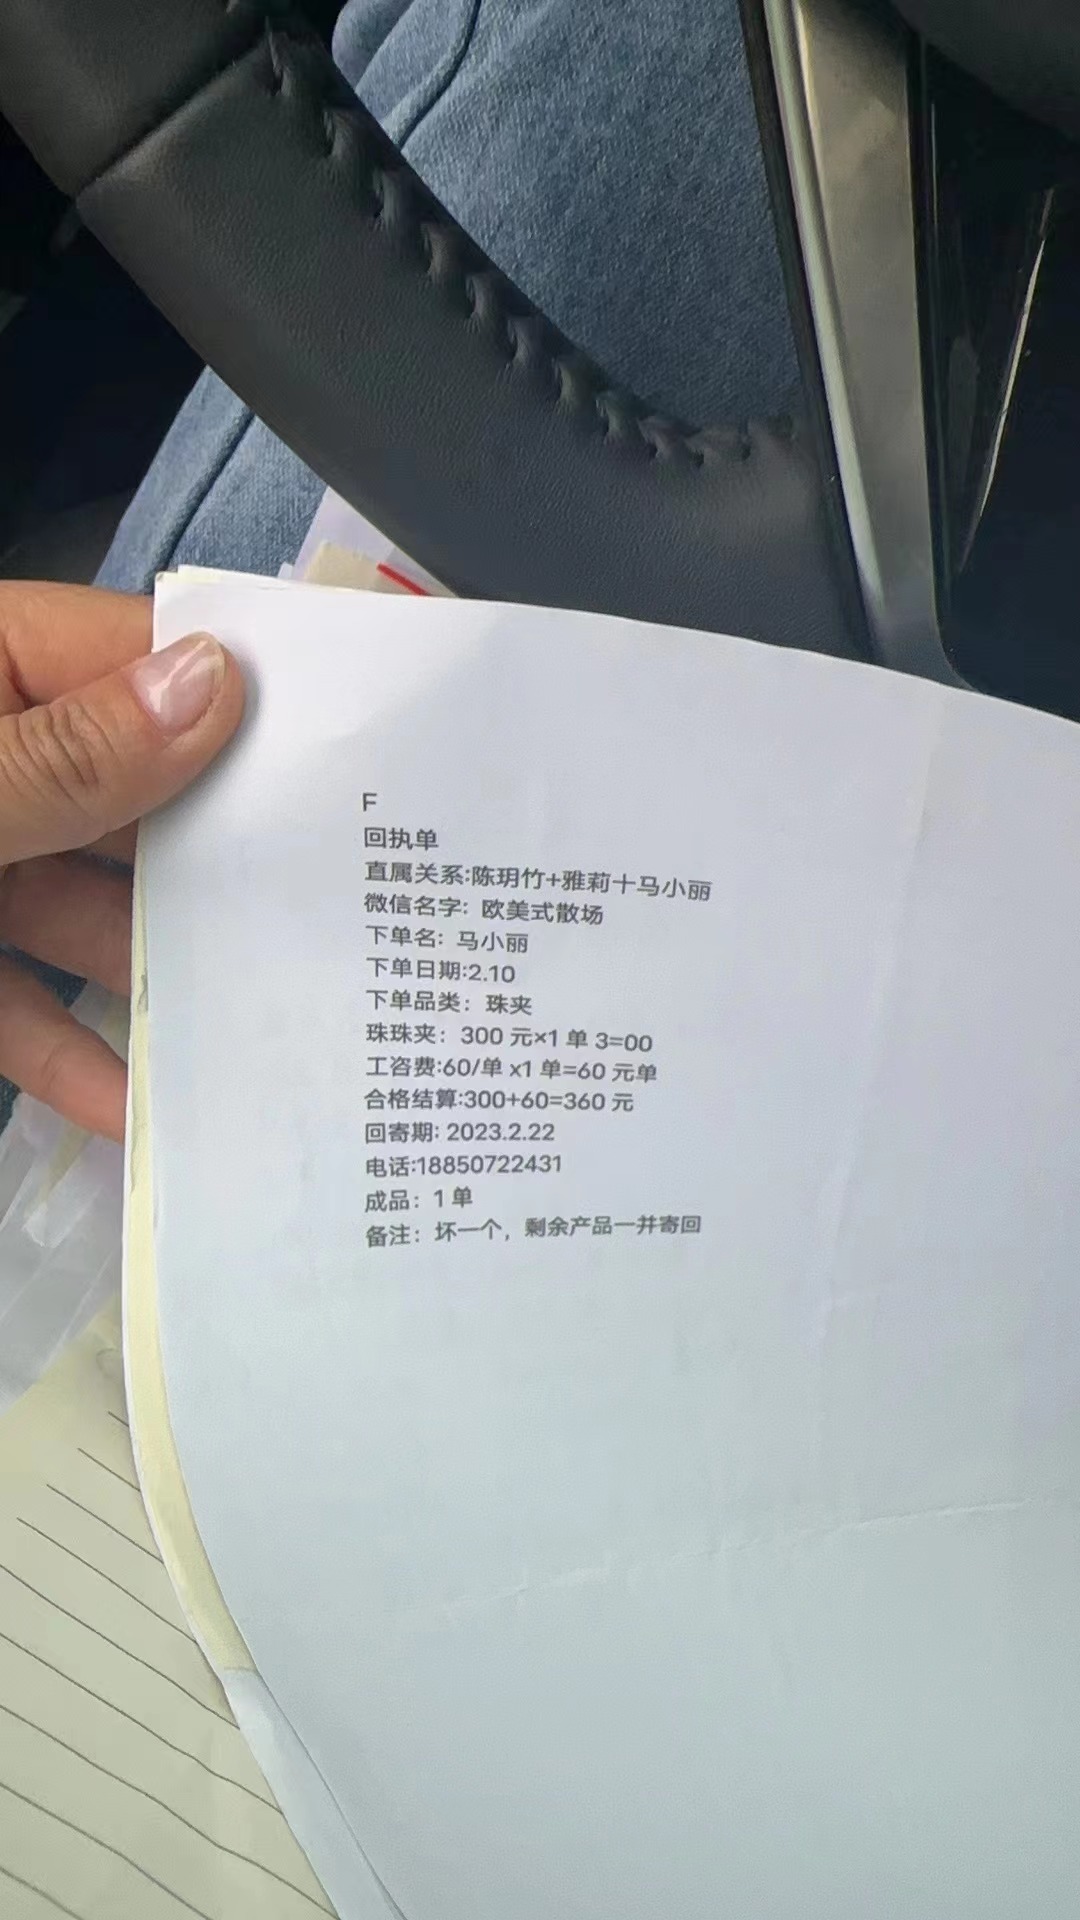 F
回执单
直属关系:陈玥竹+雅莉十马小丽
微信名字：欧美式散场
下单名：马小丽
下单日期:2.10
下单品类：珠夹
珠珠夹：300 元×1 单 3=00
工咨费:60/单 x1 单=60 元单
合格结算:300+60=360 元
回寄期: 2023.2.22
电话:18850722431
成品：1 单
备注：坏一个，剩余产品一并寄回